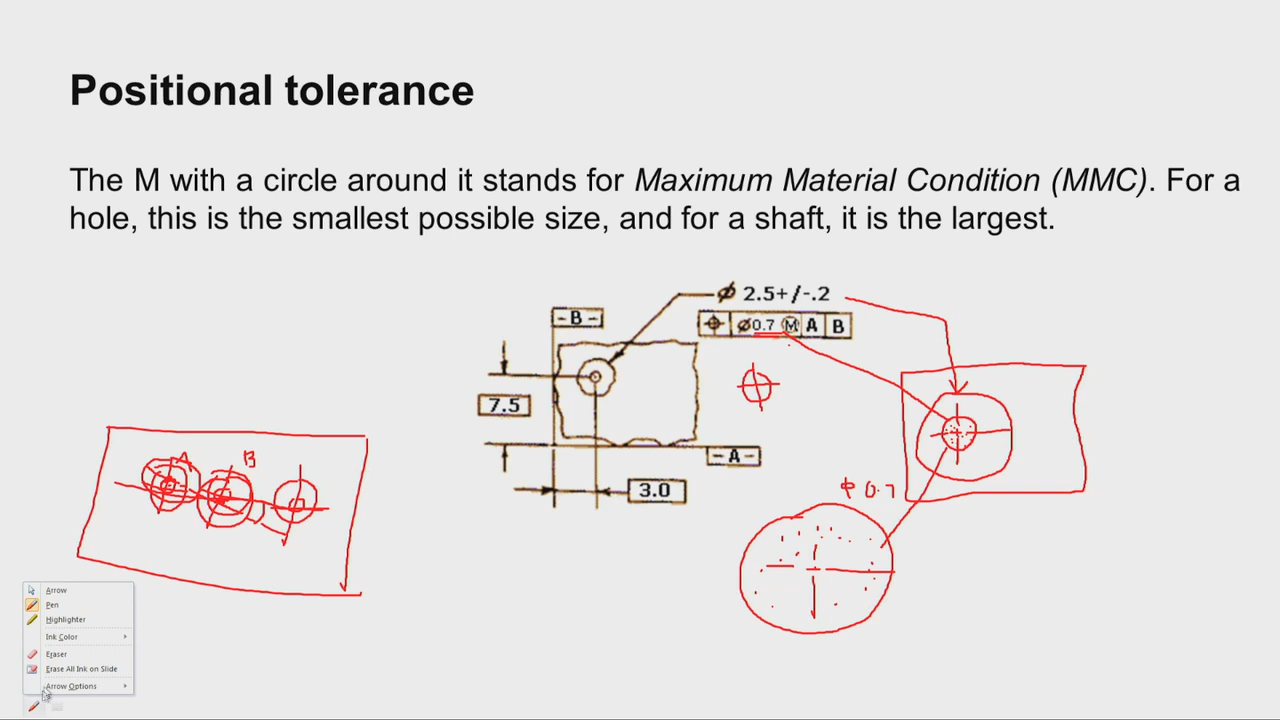 Positional tolerance
The M with a circle around it stands for Maximum Material Condition (MMC). For a
hole, this is the smallest possible size, and for a shaft, it is the largest.
⌀ 2.5+/-.2
-B-
⌖ ⌀0.7 Ⓜ A B
7.5
-A-
3.0
A B
ϕ 0.7
Arrow
Pen
Highlighter
Ink Color
Eraser
Erase All Ink on Slide
Arrow Options